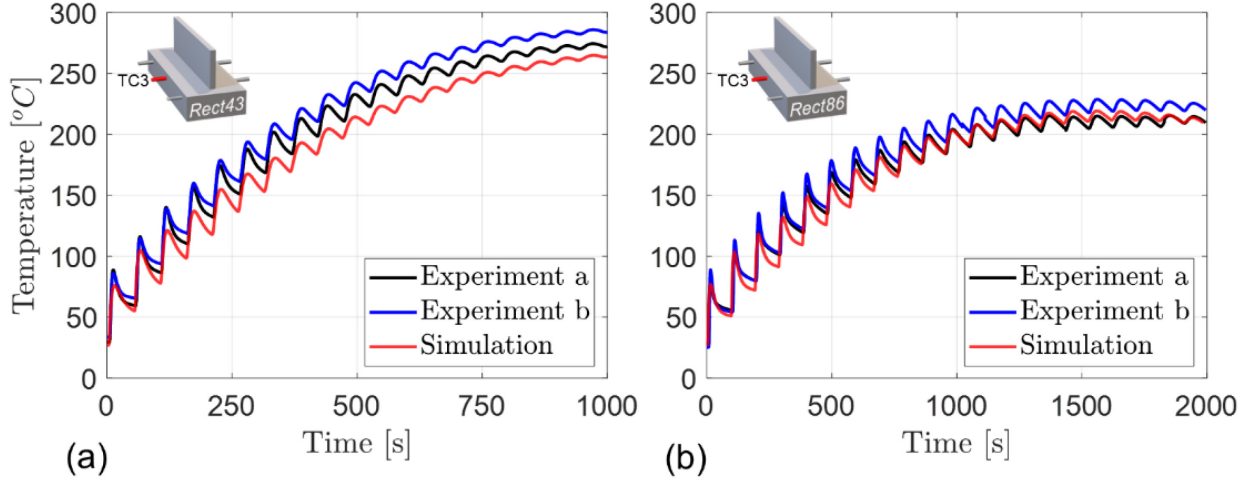 Temperature [°C]
300
250
200
150
100
50
0
TC3
Rect43
Experiment a
Experiment b
Simulation
0 250 500 750 1000
Time [s]
(a)
300
250
200
150
100
50
0
TC3
Rect86
Experiment a
Experiment b
Simulation
0 500 1000 1500 2000
Time [s]
(b)